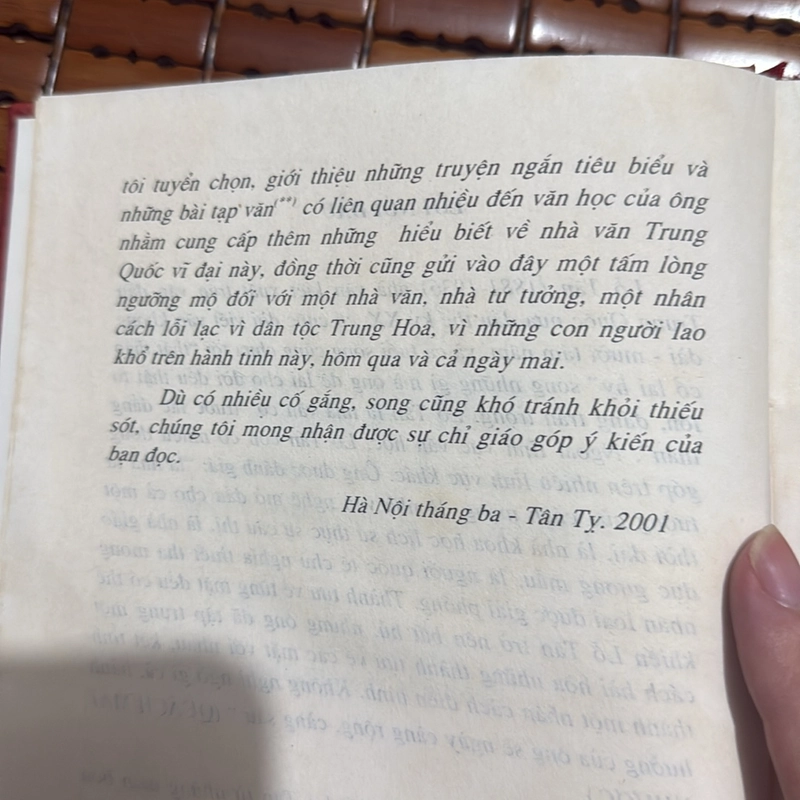 tôi tuyển chọn, giới thiệu những truyện ngắn tiêu biểu và
những bài tạp văn(**) có liên quan nhiều đến văn học của ông
nhằm cung cấp thêm những hiểu biết về nhà văn Trung
Quốc vĩ đại này, đồng thời cũng gửi vào đây một tấm lòng
ngưỡng mộ đối với một nhà văn, nhà tư tưởng, một nhân
cách lỗi lạc vì dân tộc Trung Hoa, vì những con người lao
khổ trên hành tinh này, hôm qua và cả ngày mai.
Dù có nhiều cố gắng, song cũng khó tránh khỏi thiếu
sót, chúng tôi mong nhận được sự chỉ giáo góp ý kiến của
bạn đọc.
Hà Nội tháng ba - Tân Tỵ. 2001